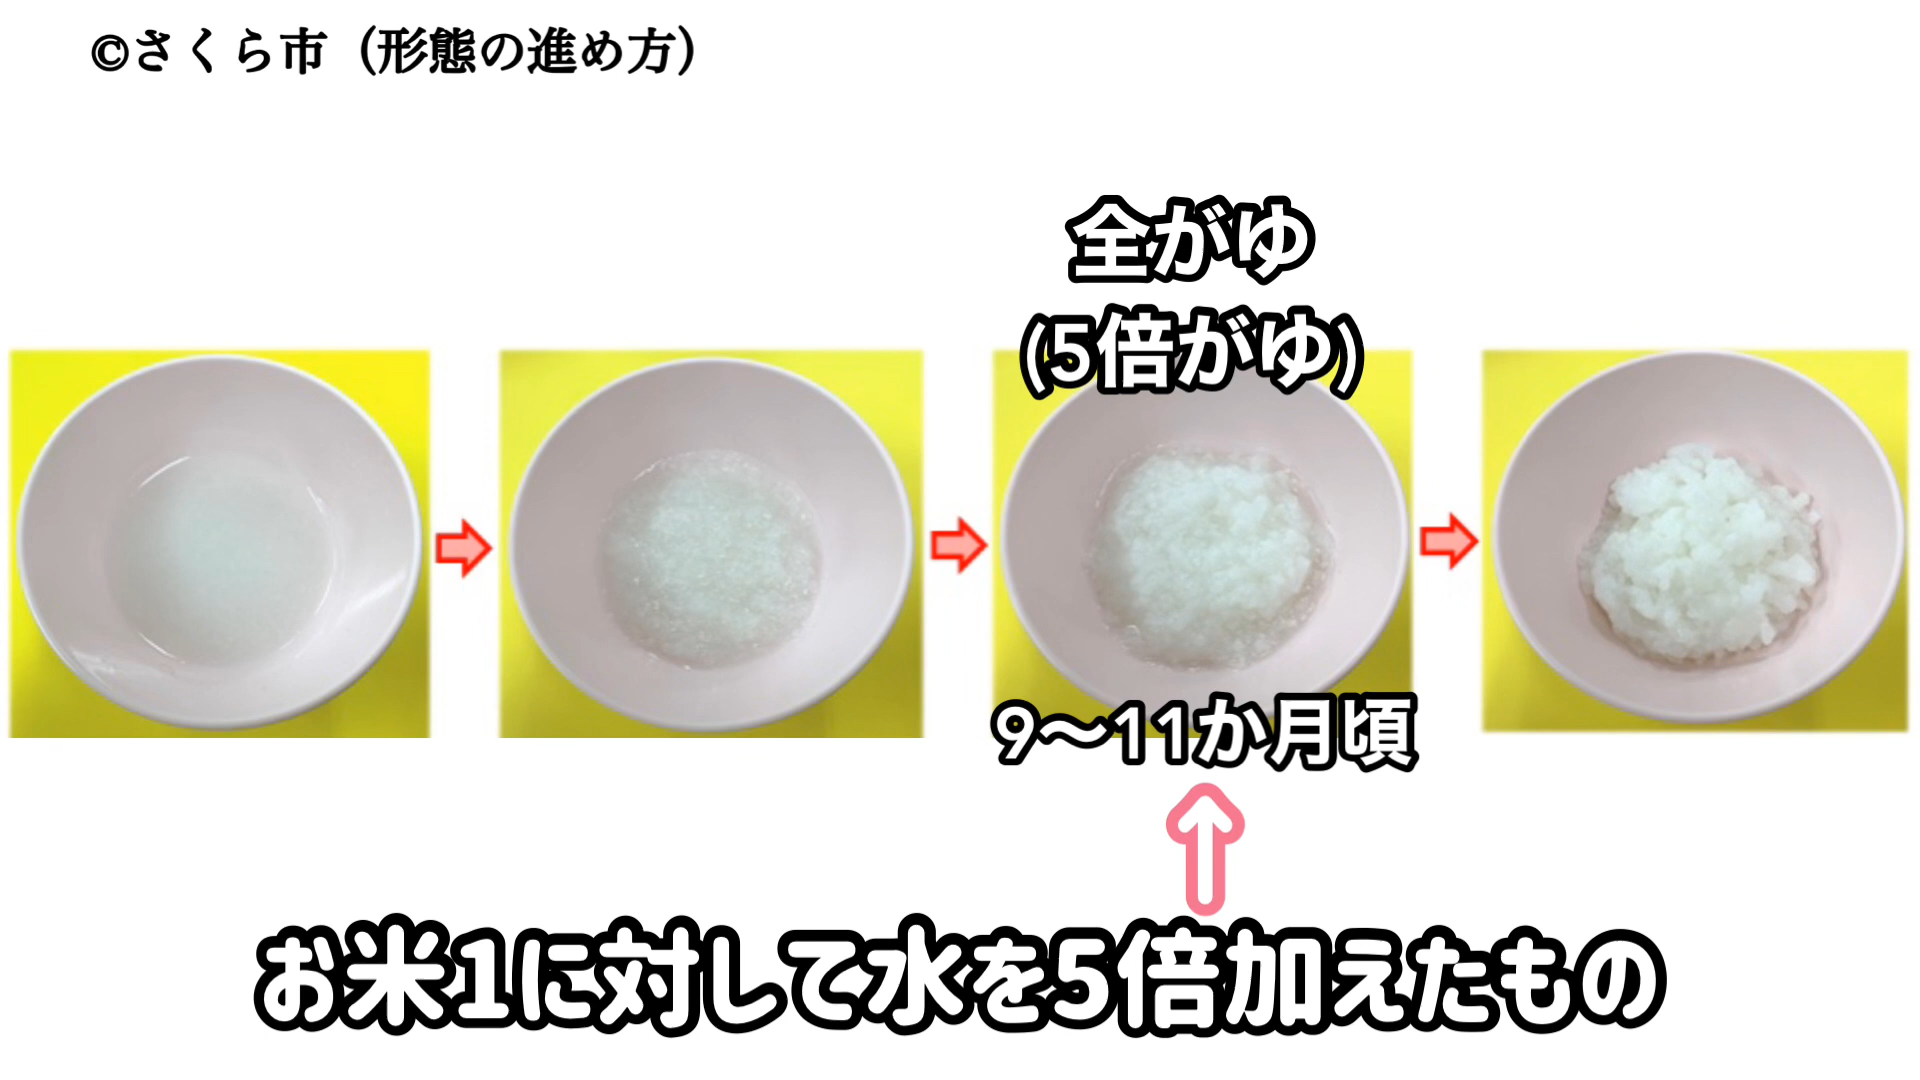 ©さくら市（形態の進め方）
全がゆ
(5倍がゆ)
9～11か月頃
お米1に対して水を5倍加えたもの